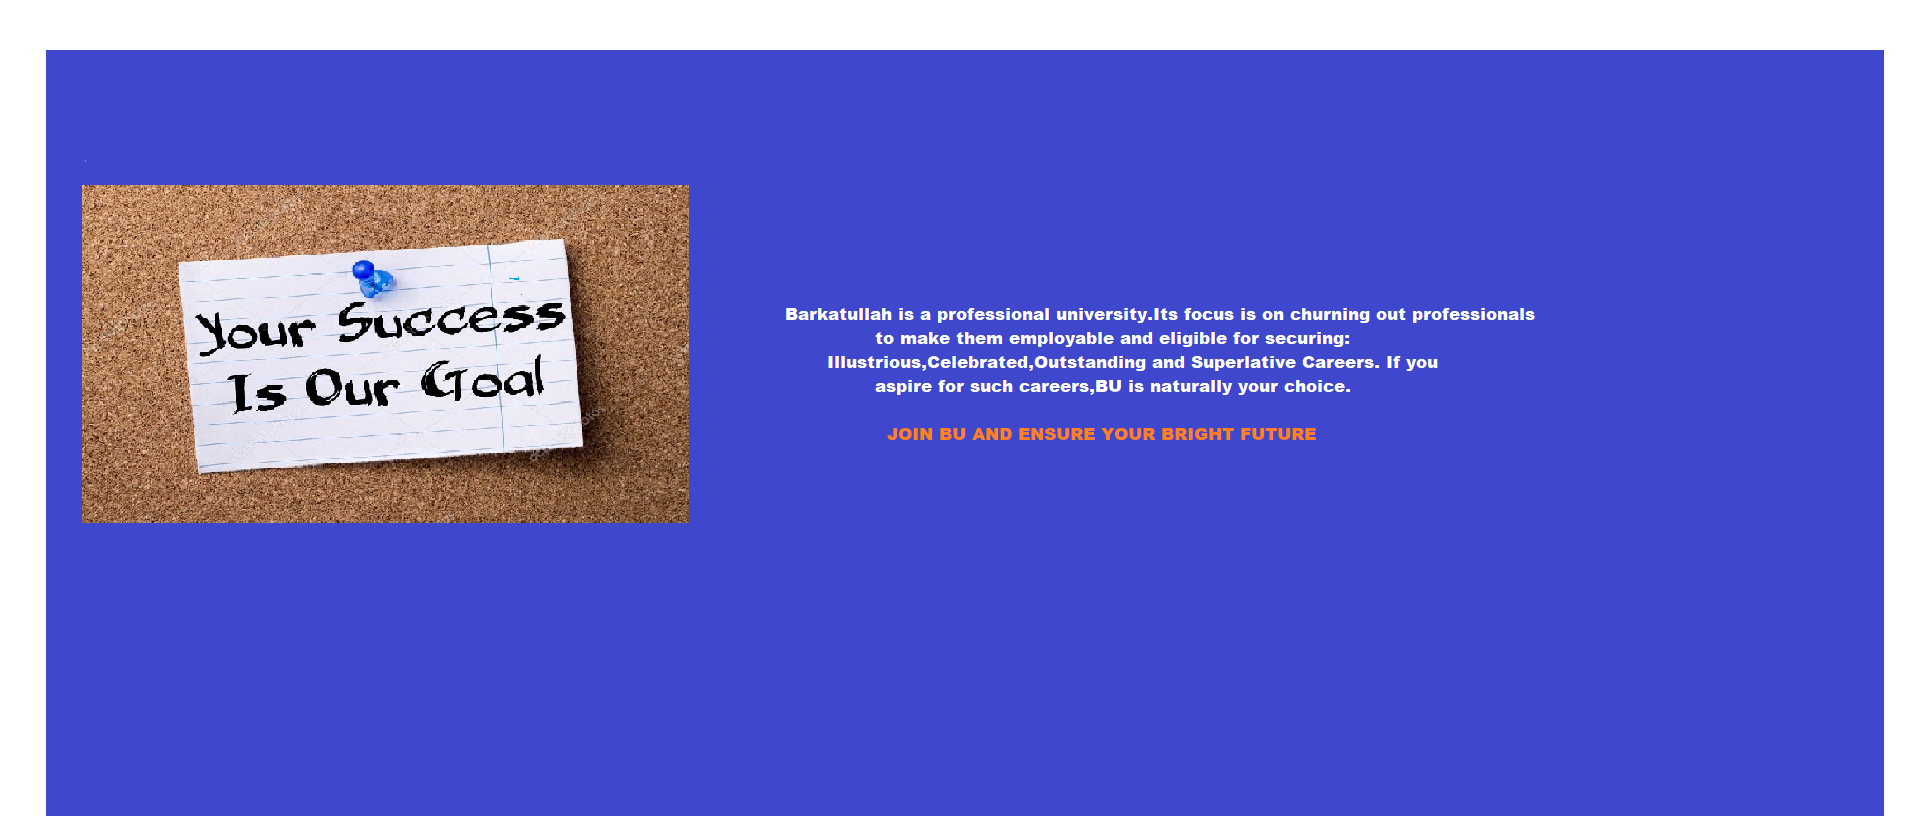 Your Success
Is Our Goal
Barkatullah is a professional university.Its focus is on churning out professionals
to make them employable and eligible for securing:
Illustrious,Celebrated,Outstanding and Superlative Careers. If you
aspire for such careers,BU is naturally your choice.
JOIN BU AND ENSURE YOUR BRIGHT FUTURE